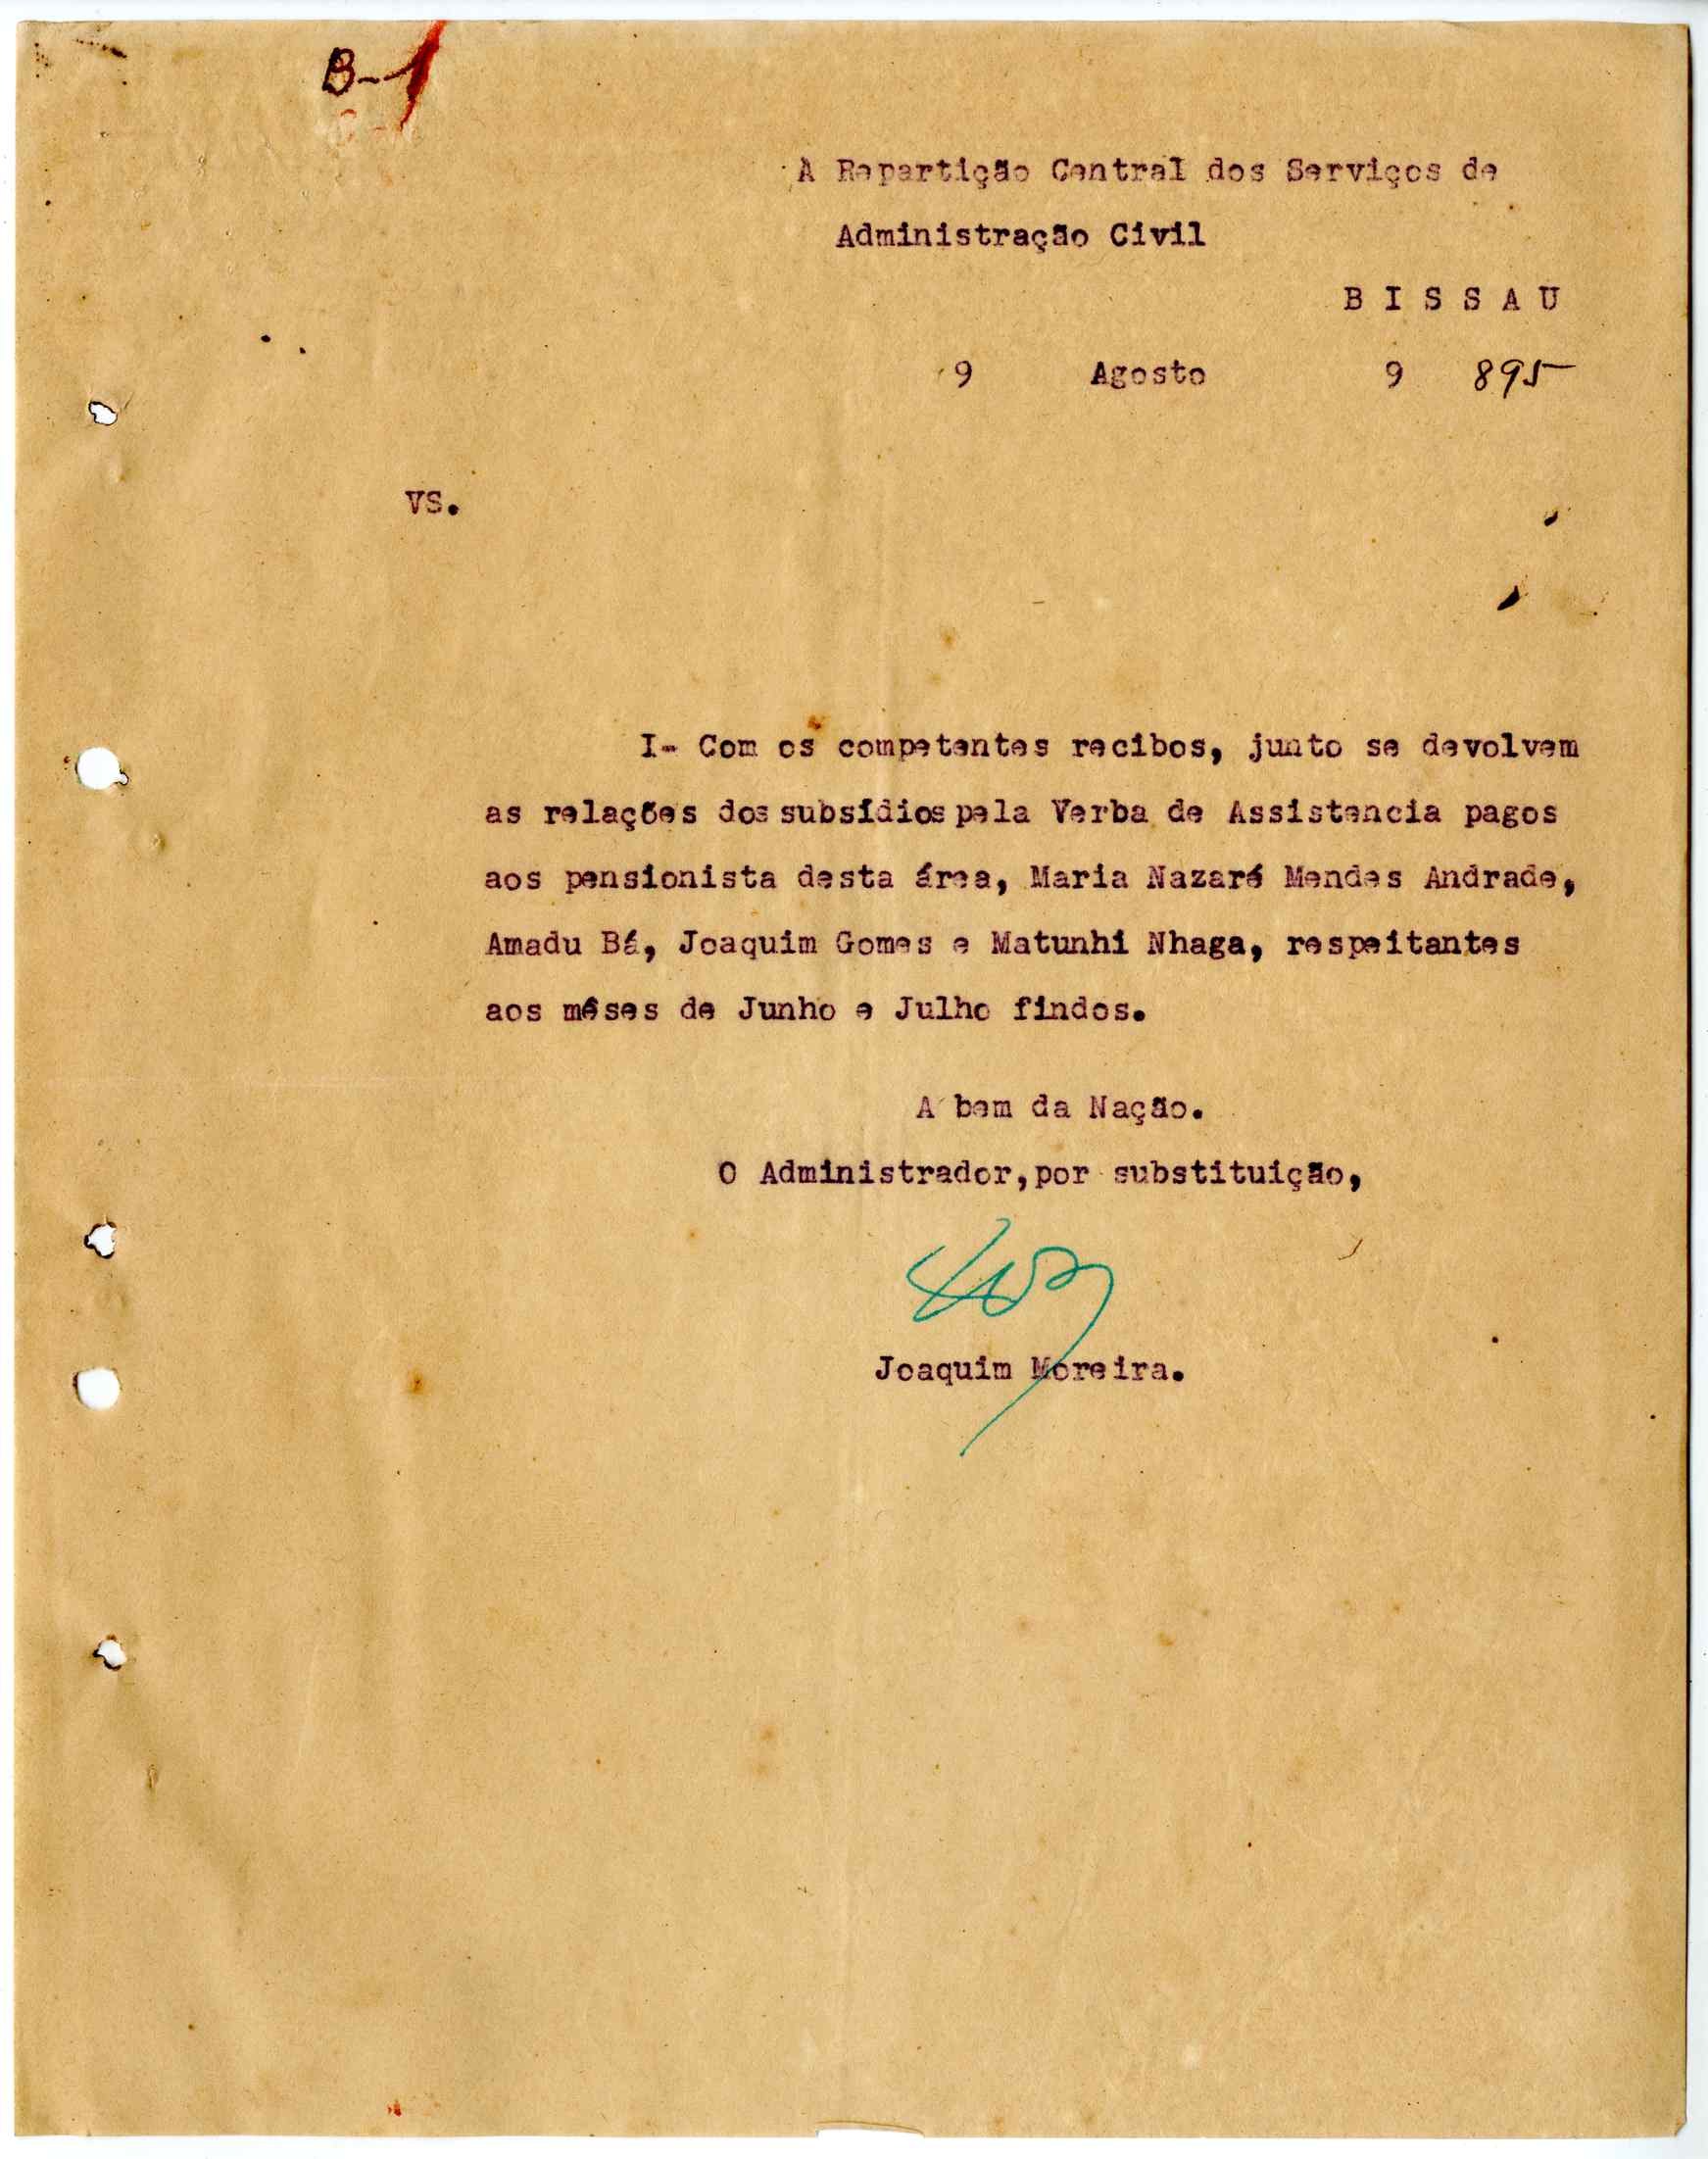 B-1
A Repartição Central dos Serviços de
Administração Civil
B I S S A U
9 Agosto 9 895
VS.
I- Com os competentes recibos, junto se devolvem
as relações dos subsídios pela Verba de Assistencia pagos
aos pensionista desta área, Maria Nazaré Mendes Andrade,
Amadu Bá, Joaquim Gomes e Matunhi Nhaga, respeitantes
aos mêses de Junho e Julho findos.
A bem da Nação.
O Administrador,por substituição,
Joaquim Moreira.